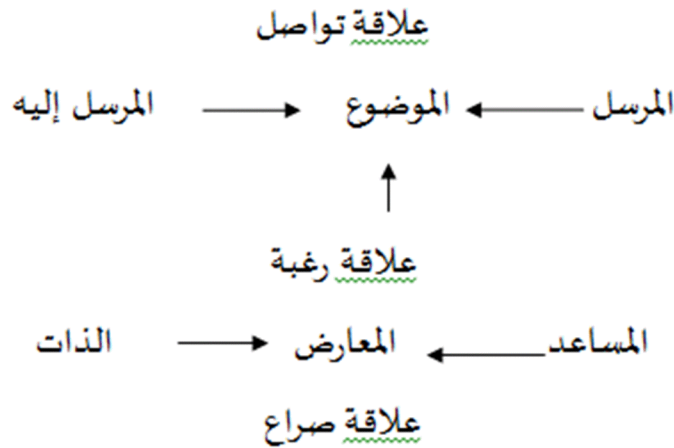 علاقة تواصل
المرسل الموضوع المرسل إليه
علاقة رغبة
المساعد المعارض الذات
علاقة صراع